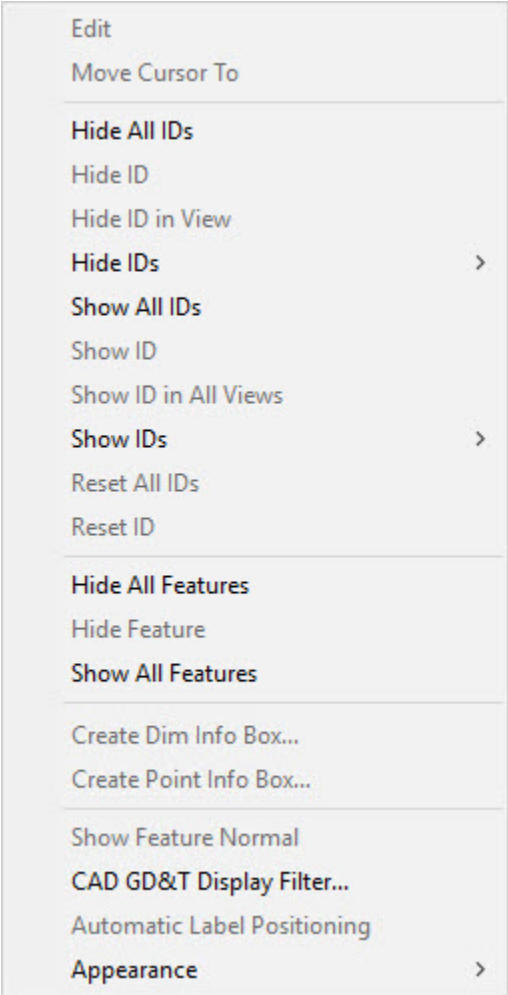 Edit
Move Cursor To
Hide All IDs
Hide ID
Hide ID in View
Hide IDs
Show All IDs
Show ID
Show ID in All Views
Show IDs
Reset All IDs
Reset ID
Hide All Features
Hide Feature
Show All Features
Create Dim Info Box...
Create Point Info Box...
Show Feature Normal
CAD GD&T Display Filter...
Automatic Label Positioning
Appearance